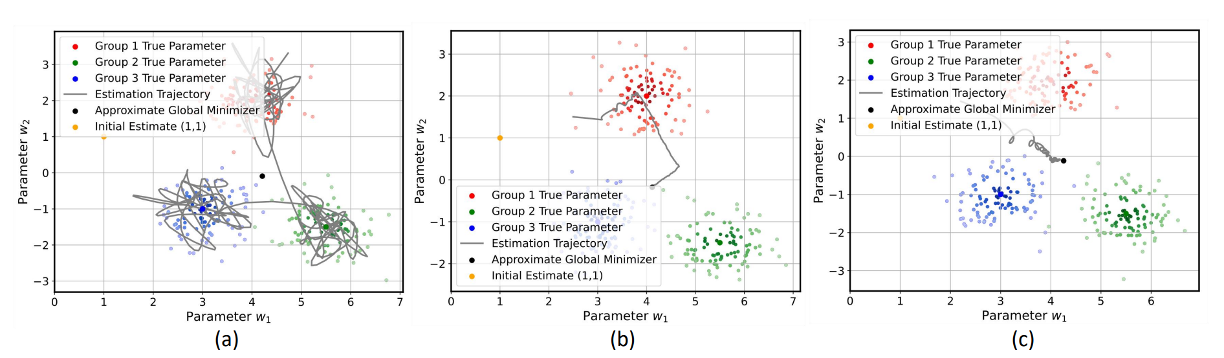 Group 1 True Parameter
Group 2 True Parameter
Group 3 True Parameter
Estimation Trajectory
Approximate Global Minimizer
Initial Estimate (1,1)
Parameter w₂
3
2
1
0
−1
−2
−3
0 1 2 3 4 5 6 7
Parameter w₁
(a)
Parameter w₂
3
2
1
0
−1
−2
Group 1 True Parameter
Group 2 True Parameter
Group 3 True Parameter
Estimation Trajectory
Approximate Global Minimizer
Initial Estimate (1,1)
0 1 2 3 4 5 6 7
Parameter w₁
(b)
Group 1 True Parameter
Group 2 True Parameter
Group 3 True Parameter
Estimation Trajectory
Approximate Global Minimizer
Initial Estimate (1,1)
Parameter w₂
3
2
1
0
−1
−2
−3
0 1 2 3 4 5 6
Parameter w₁
(c)